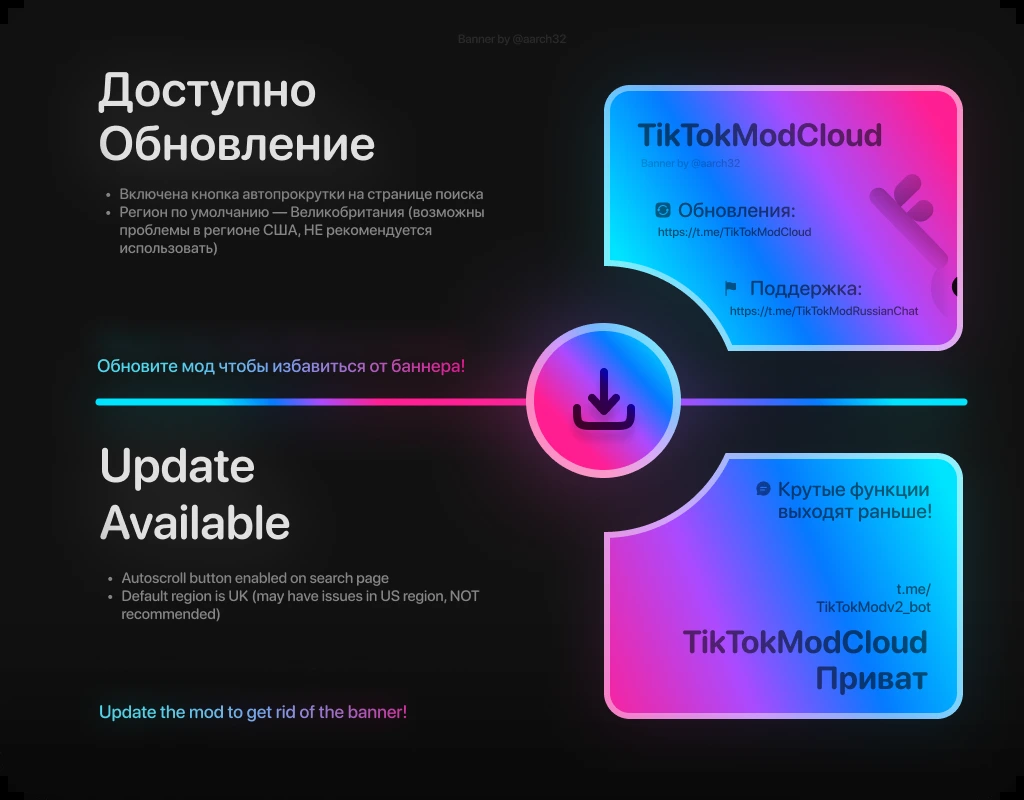 Banner by @aarch32
Доступно
Обновление
• Включена кнопка автопрокрутки на странице поиска
• Регион по умолчанию — Великобритания (возможны
проблемы в регионе США, НЕ рекомендуется
использовать)
Обновите мод чтобы избавиться от баннера!
TikTokModCloud
Banner by @aarch32
Обновления:
https://t.me/TikTokModCloud
Поддержка:
https://t.me/TikTokModRussianChat
Update
Available
• Autoscroll button enabled on search page
• Default region is UK (may have issues in US region, NOT
recommended)
Update the mod to get rid of the banner!
Крутые функции
выходят раньше!
t.me/
TikTokModv2_bot
TikTokModCloud
Приват